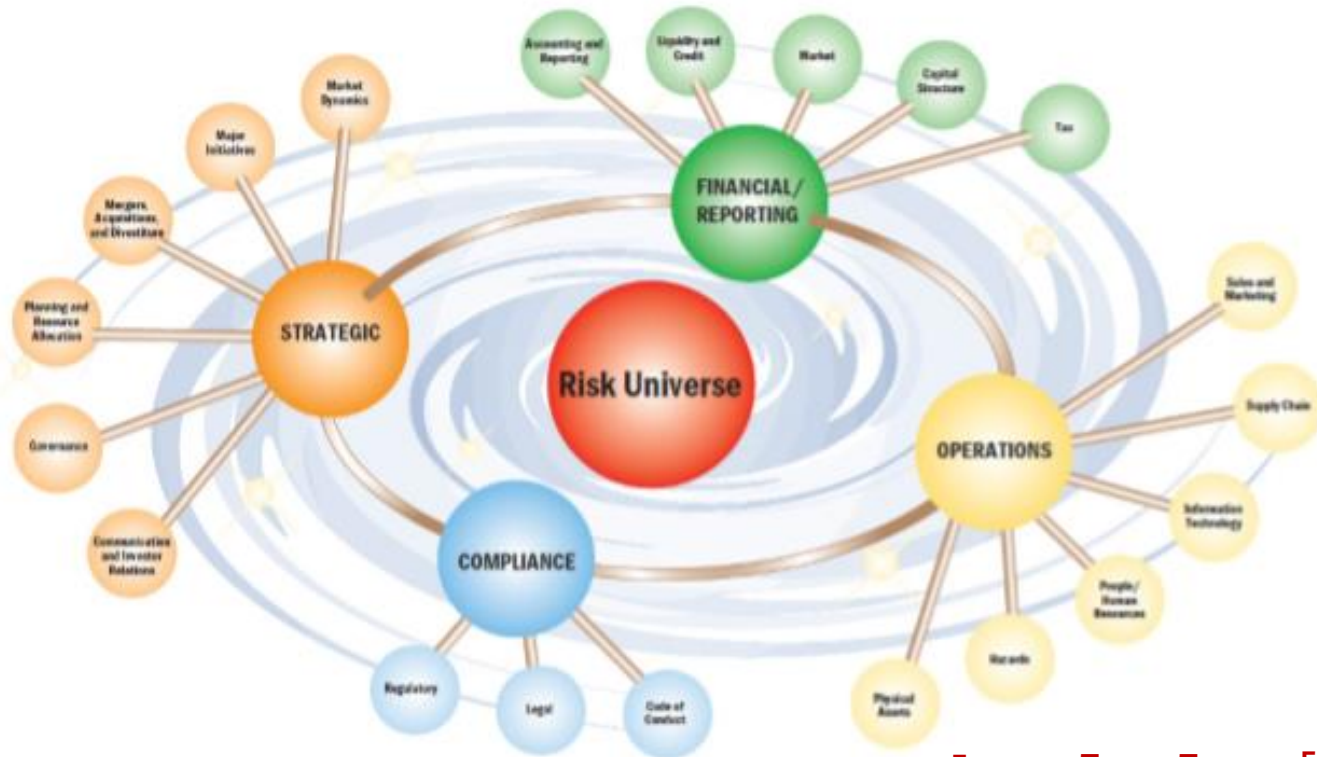 Accounting and
Reporting
Liquidity and
Credit
Market
Capital
Structure
Tax
FINANCIAL/
REPORTING
Market
Dynamics
Major
Initiatives
Mergers,
Acquisitions,
and Divestiture
Planning and
Resource
Allocation
Governance
Communication
and Investor
Relations
STRATEGIC
Risk Universe
Sales and
Marketing
Supply Chain
Information
Technology
People/
Human
Resources
Hazards
Physical
Assets
OPERATIONS
COMPLIANCE
Regulatory
Legal
Code of
Conduct